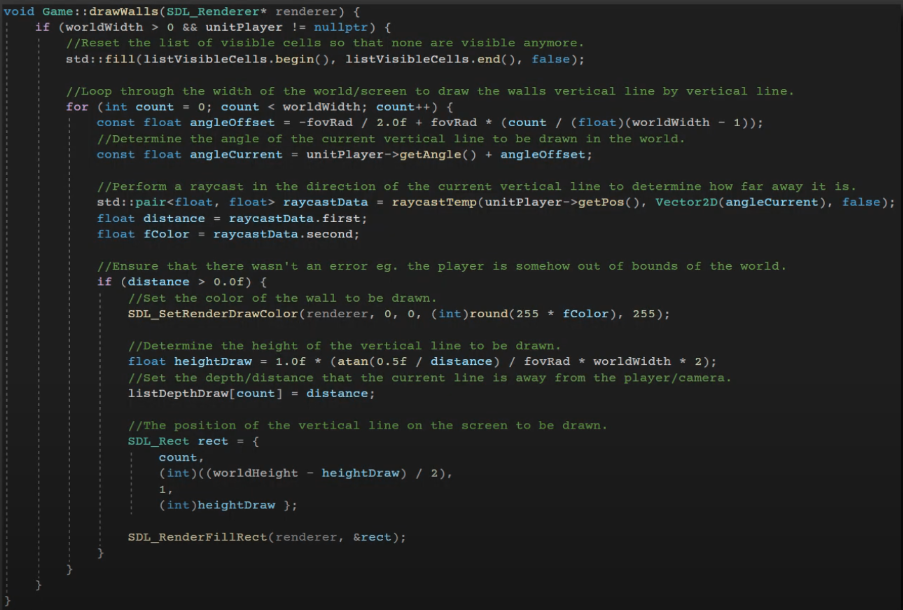 void Game::drawWalls(SDL_Renderer* renderer) {
if (worldWidth > 0 && unitPlayer != nullptr) {
//Reset the list of visible cells so that none are visible anymore.
std::fill(listVisibleCells.begin(), listVisibleCells.end(), false);
//Loop through the width of the world/screen to draw the walls vertical line by vertical line.
for (int count = 0; count < worldWidth; count++) {
const float angleOffset = -fovRad / 2.0f + fovRad * (count / (float)(worldWidth - 1));
//Determine the angle of the current vertical line to be drawn in the world.
const float angleCurrent = unitPlayer->getAngle() + angleOffset;
//Perform a raycast in the direction of the current vertical line to determine how far away it is.
std::pair<float, float> raycastData = raycastTemp(unitPlayer->getPos(), Vector2D(angleCurrent), false);
float distance = raycastData.first;
float fColor = raycastData.second;
//Ensure that there wasn't an error eg. the player is somehow out of bounds of the world.
if (distance > 0.0f) {
//Set the color of the wall to be drawn.
SDL_SetRenderDrawColor(renderer, 0, 0, (int)round(255 * fColor), 255);
//Determine the height of the vertical line to be drawn.
float heightDraw = 1.0f * (atan(0.5f / distance) / fovRad * worldWidth * 2);
//Set the depth/distance that the current line is away from the player/camera.
listDepthDraw[count] = distance;
//The position of the vertical line on the screen to be drawn.
SDL_Rect rect = {
count,
(int)((worldHeight - heightDraw) / 2),
1,
(int)heightDraw };
SDL_RenderFillRect(renderer, &rect);
}
}
}
}